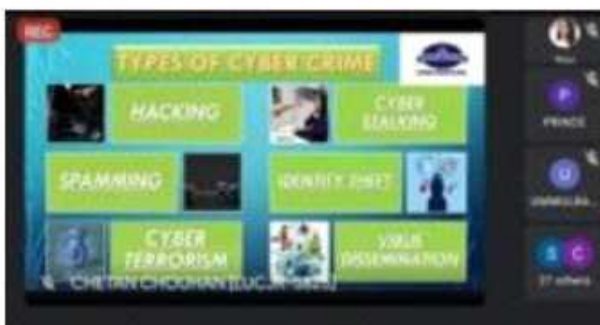 REC
TYPES OF CYBER CRIME
HACKING
CYBER
STALKING
SPAMMING
IDENTITY THEFT
CYBER
TERRORISM
VIRUS
DISSEMINATION
CHETAN CHOUHAN
P
PRINCE
U
S C
others